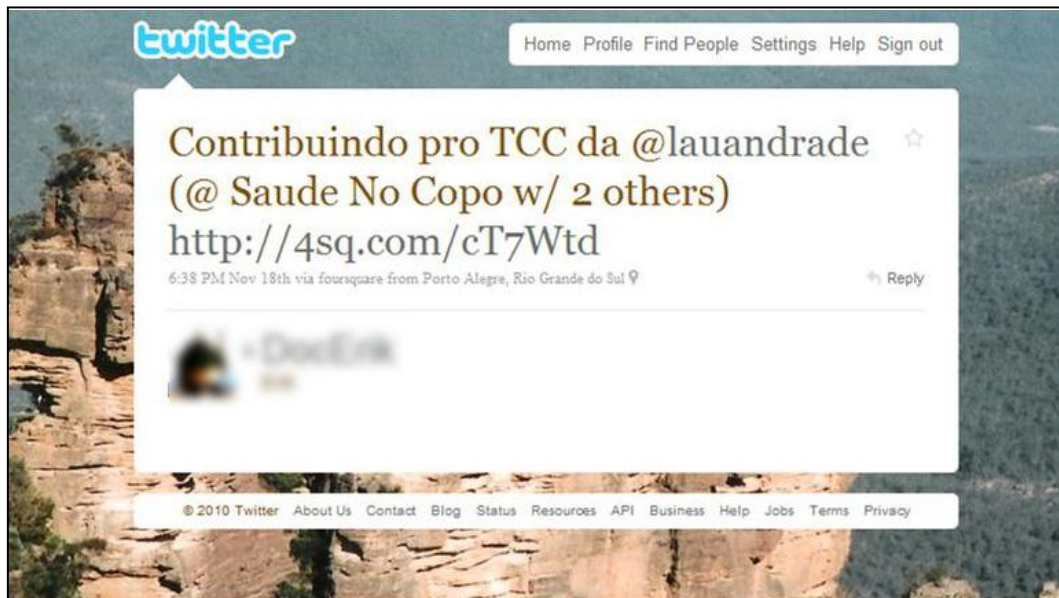 twitter
Home Profile Find People Settings Help Sign out
Contribuindo pro TCC da @lauandrade
(@ Saude No Copo w/ 2 others)
http://4sq.com/cT7Wtd
6:38 PM Nov 18th via foursquare from Porto Alegre, Rio Grande do Sul
Reply
© 2010 Twitter About Us Contact Blog Status Resources API Business Help Jobs Terms Privacy